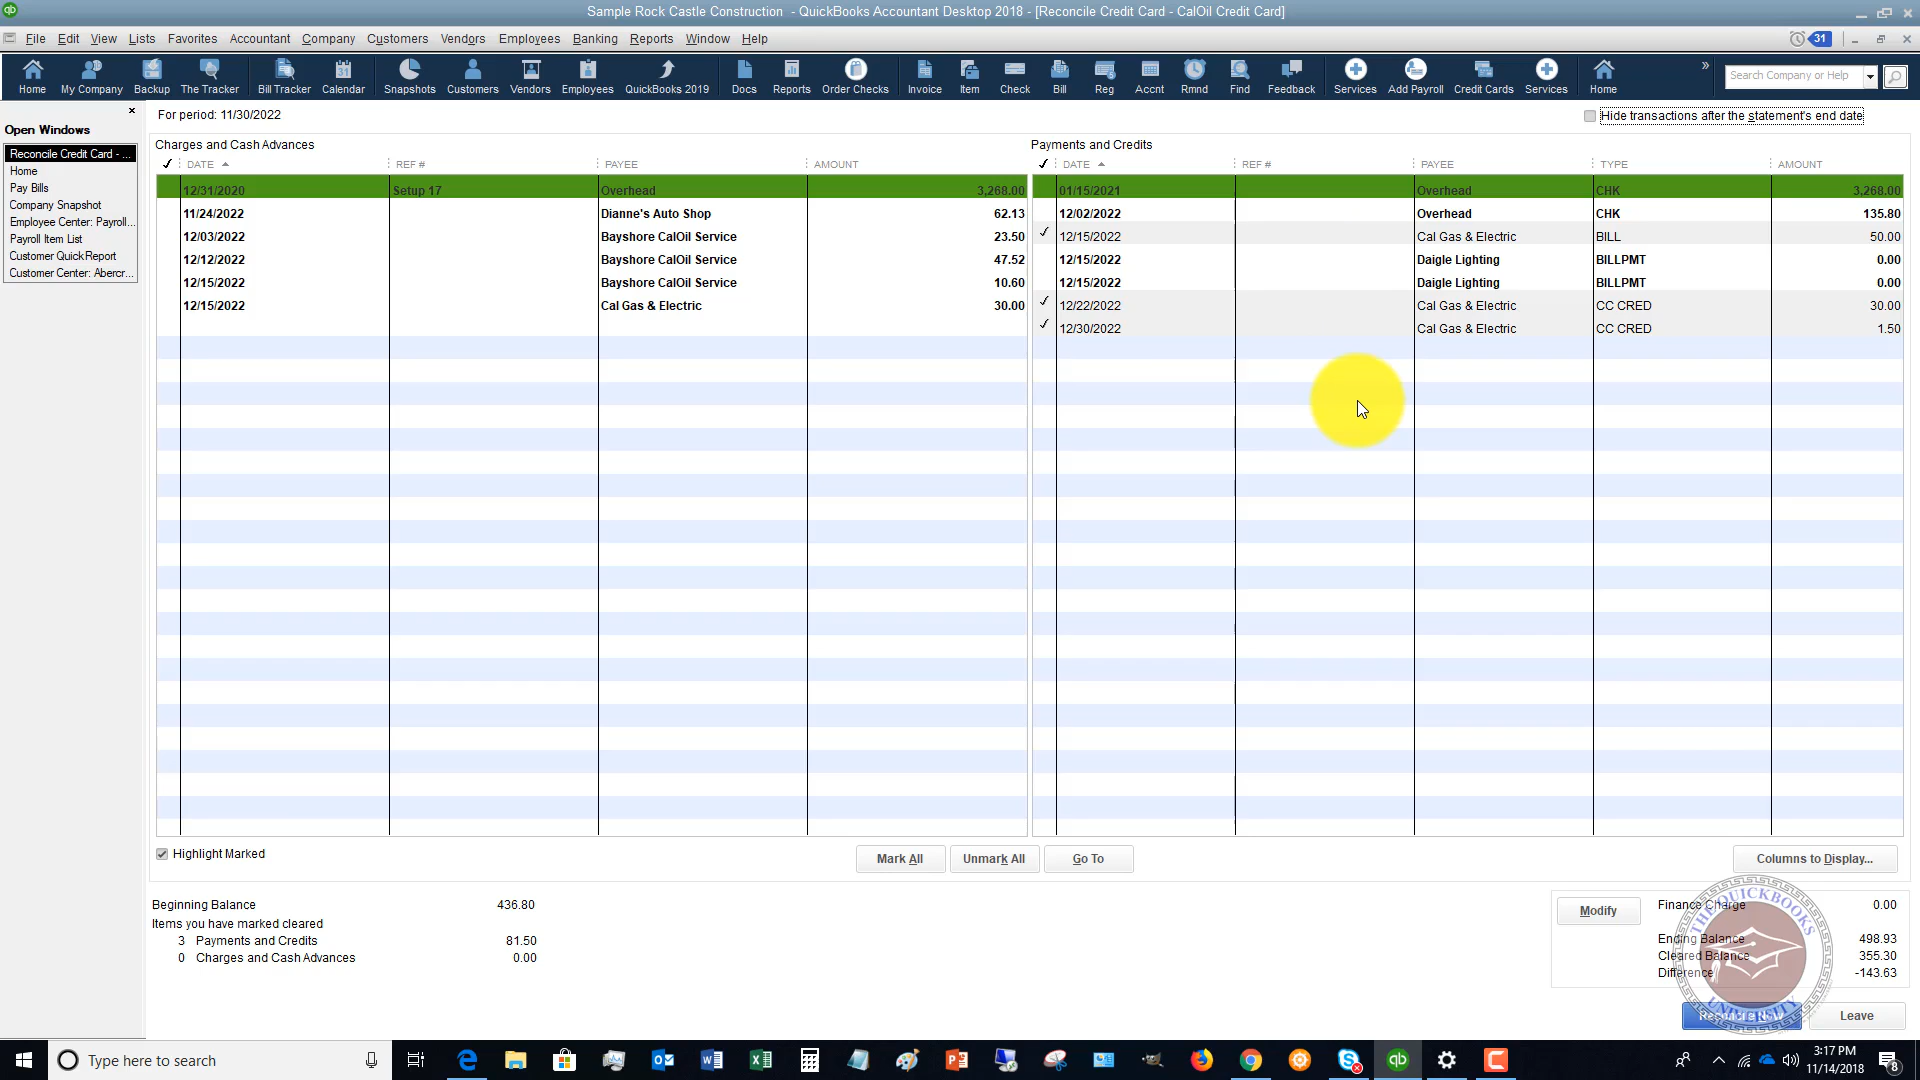 Sample Rock Castle Construction - QuickBooks Accountant Desktop 2018 - [Reconcile Credit Card - CalOil Credit Card]
File Edit View Lists Favorites Accountant Company Customers Vendors Employees Banking Reports Window Help 31
Home My Company Backup The Tracker Bill Tracker Calendar Snapshots Customers Vendors Employees QuickBooks 2019 Docs Reports Order Checks Invoice Item Check Bill Reg Accnt Rmnd Find Feedback Services Add Payroll Credit Cards Services Home Search Company or Help
Open Windows
Reconcile Credit Card - ...
Home
Pay Bills
Company Snapshot
Employee Center: Payroll...
Payroll Item List
Customer QuickReport
Customer Center: Abercr...
For period: 11/30/2022 Hide transactions after the statement's end date
Charges and Cash Advances
DATE REF # PAYEE AMOUNT
12/31/2020 Setup 17 Overhead 3,268.00
11/24/2022 Dianne's Auto Shop 62.13
12/03/2022 Bayshore CalOil Service 23.50
12/12/2022 Bayshore CalOil Service 47.52
12/15/2022 Bayshore CalOil Service 10.60
12/15/2022 Cal Gas & Electric 30.00
Payments and Credits
DATE REF # PAYEE TYPE AMOUNT
01/15/2021 Overhead CHK 3,268.00
12/02/2022 Overhead CHK 135.80
12/15/2022 Cal Gas & Electric BILL 50.00
12/15/2022 Daigle Lighting BILLPMT 0.00
12/15/2022 Daigle Lighting BILLPMT 0.00
12/22/2022 Cal Gas & Electric CC CRED 30.00
12/30/2022 Cal Gas & Electric CC CRED 1.50
Highlight Marked Mark All Unmark All Go To Columns to Display...
Beginning Balance 436.80
Items you have marked cleared
3 Payments and Credits 81.50
0 Charges and Cash Advances 0.00
Modify Finance Charge 0.00
Ending Balance 498.93
Cleared Balance 355.30
Difference -143.63
Reconcile Now Leave
THE QUICKBOOKS UNIVERSITY
Type here to search
3:17 PM
11/14/2018
8